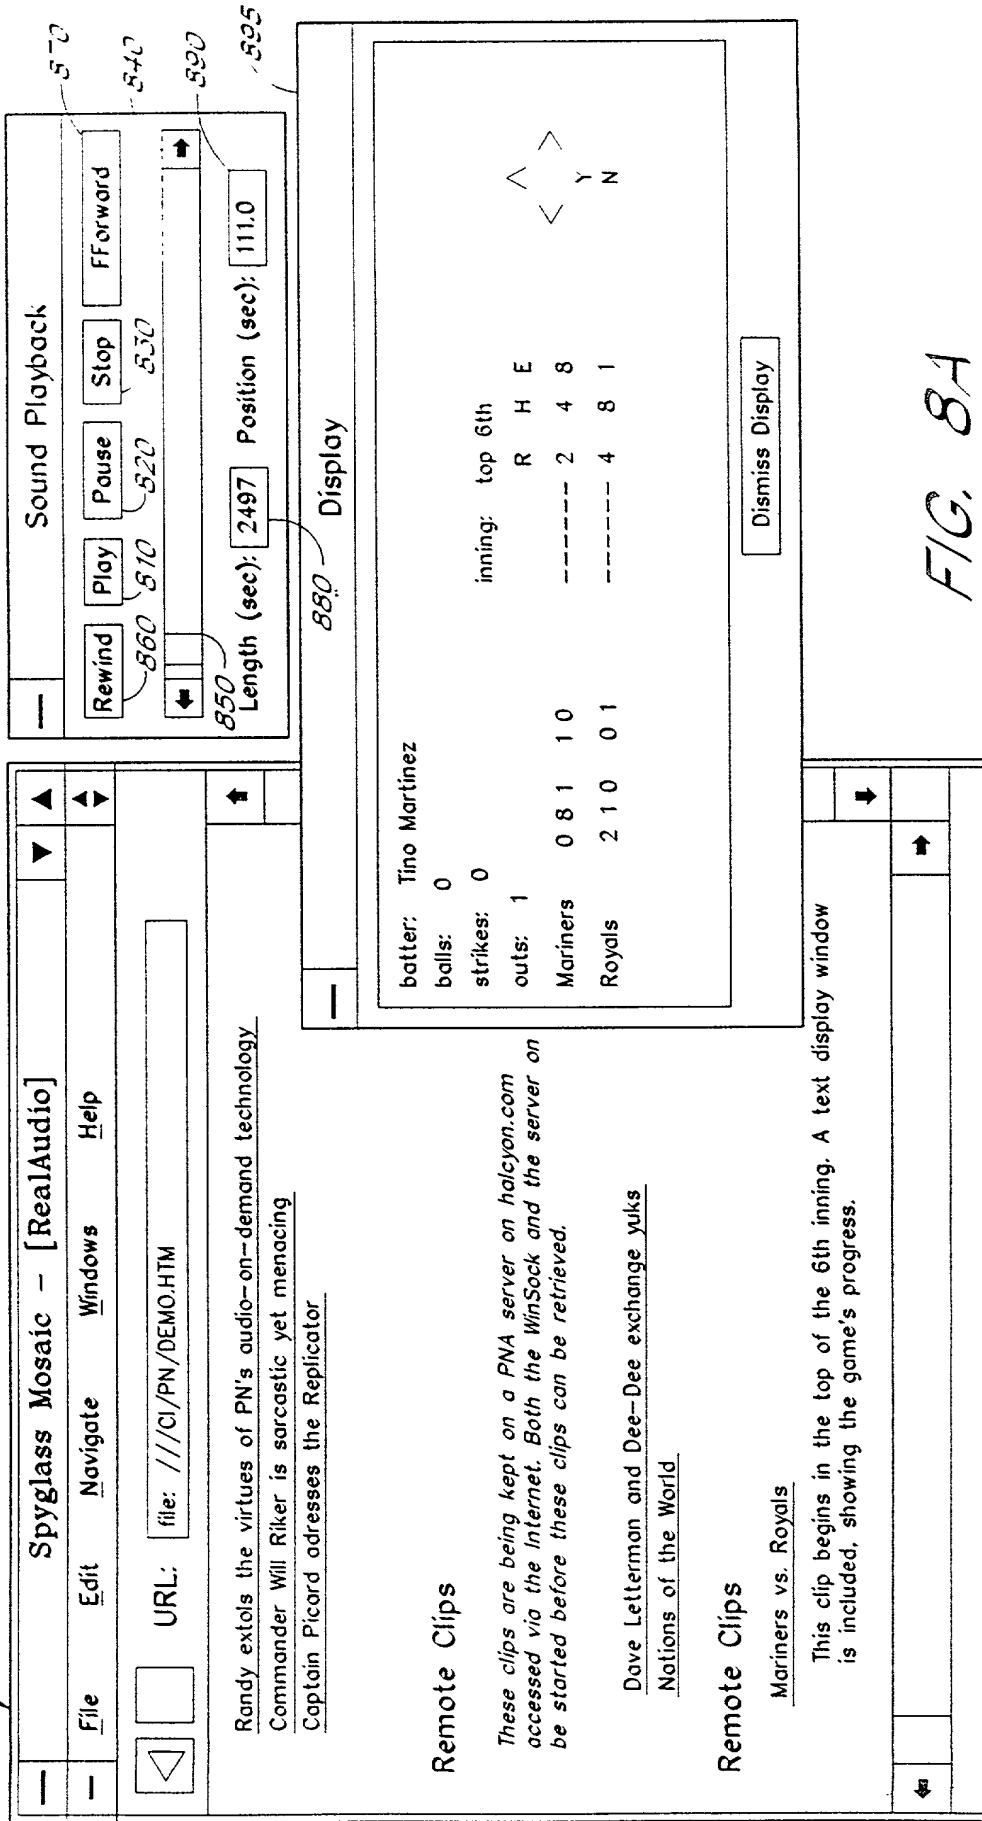 Spyglass Mosaic – [RealAudio]
File Edit Navigate Windows Help
URL: file: ///CI/PN/DEMO.HTM
Randy extols the virtues of PN's audio–on–demand technology
Commander Will Riker is sarcastic yet menacing
Captain Picard adresses the Replicator
Remote Clips
These clips are being kept on a PNA server on halcyon.com
accessed via the Internet. Both the WinSock and the server on
be started before these clips can be retrieved.
Dave Letterman and Dee–Dee exchange yuks
Nations of the World
Remote Clips
Mariners vs. Royals
This clip begins in the top of the 6th inning. A text display window
is included, showing the game's progress.
Sound Playback
Rewind Play Pause Stop FForward
860 810 820 830 870
840
850
Length (sec): 2497 Position (sec): 111.0
880 890
895
Display
batter: Tino Martinez
balls: 0
strikes: 0
outs: 1 inning: top 6th
R H E
Mariners 0 8 1 1 0 ------ 2 4 8
Royals 2 1 0 0 1 ------ 4 8 1
< ^ >
Y
N
Dismiss Display
FIG. 8A